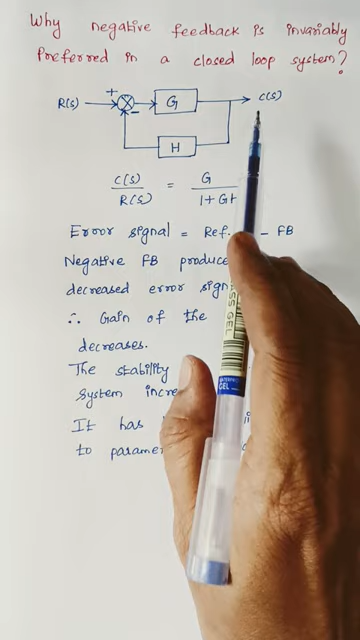 Why negative feedback is invariably
Preferred in a closed loop system?
R(s) + - G C(s)
H
C(s) = G
R(s) 1+G
Error signal = Ref. - FB
Negative FB produce
decreased error sign
∴ Gain of the
decreases.
The stability
system incre
It has
to parame
GEL